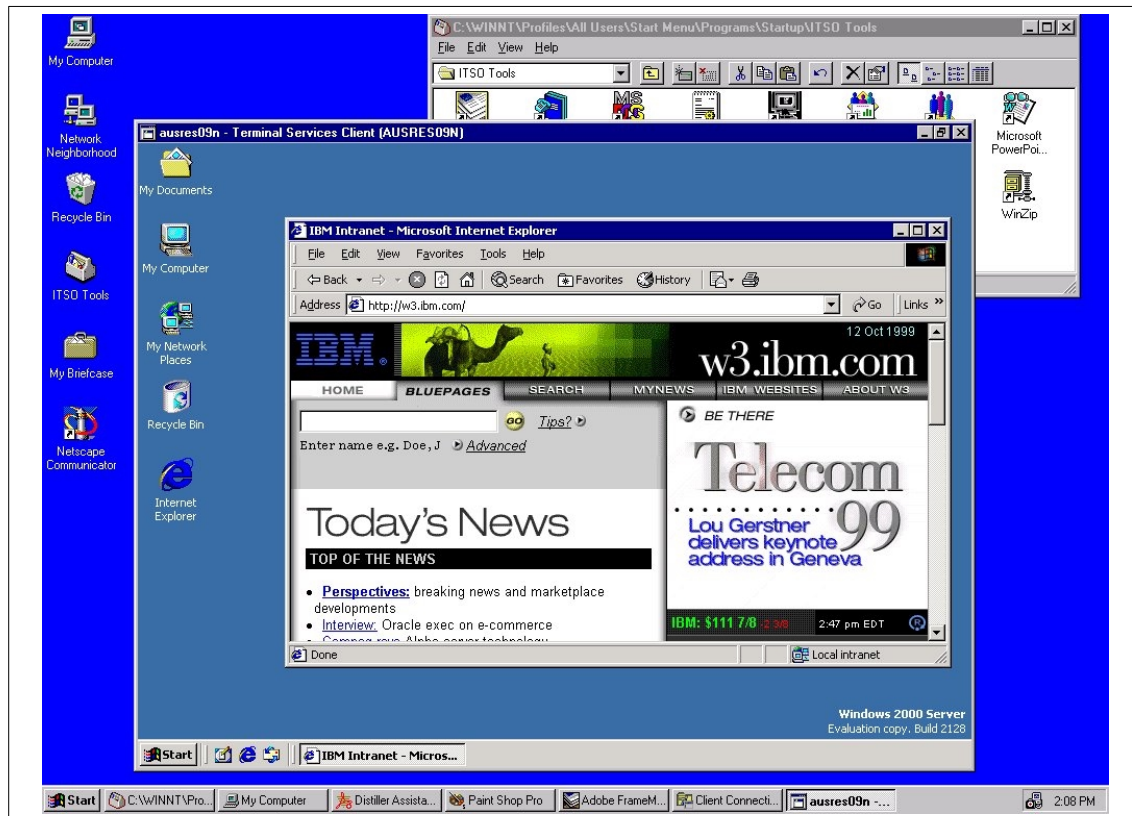 My Computer
Network
Neighborhood
Recycle Bin
ITSO Tools
My Briefcase
Netscape
Communicator
C:\WINNT\Profiles\All Users\Start Menu\Programs\Startup\ITSO Tools
File Edit View Help
ITSO Tools
MS
Microsoft
PowerPoi...
WinZip
ausres09n - Terminal Services Client (AUSRES09N)
My Documents
My Computer
My Network
Places
Recycle Bin
Internet
Explorer
IBM Intranet - Microsoft Internet Explorer
File Edit View Favorites Tools Help
Back Search Favorites History
Address http://w3.ibm.com/ Go Links »
IBM.
12 Oct 1999
w3.ibm.com
HOME BLUEPAGES SEARCH MYNEWS IBM WEBSITES ABOUT W3
GO Tips?
Enter name e.g. Doe, J Advanced
Today's News
TOP OF THE NEWS
• Perspectives: breaking news and marketplace
developments
• Interview: Oracle exec on e-commerce
BE THERE
Telecom
99
Lou Gerstner
delivers keynote
address in Geneva
IBM: $111 7/8 -2 3/8 2:47 pm EDT
Done Local intranet
Windows 2000 Server
Evaluation copy. Build 2128
Start IBM Intranet - Micros...
Start C:\WINNT\Pro... My Computer Distiller Assista... Paint Shop Pro Adobe FrameM... Client Connecti... ausres09n -... 2:08 PM